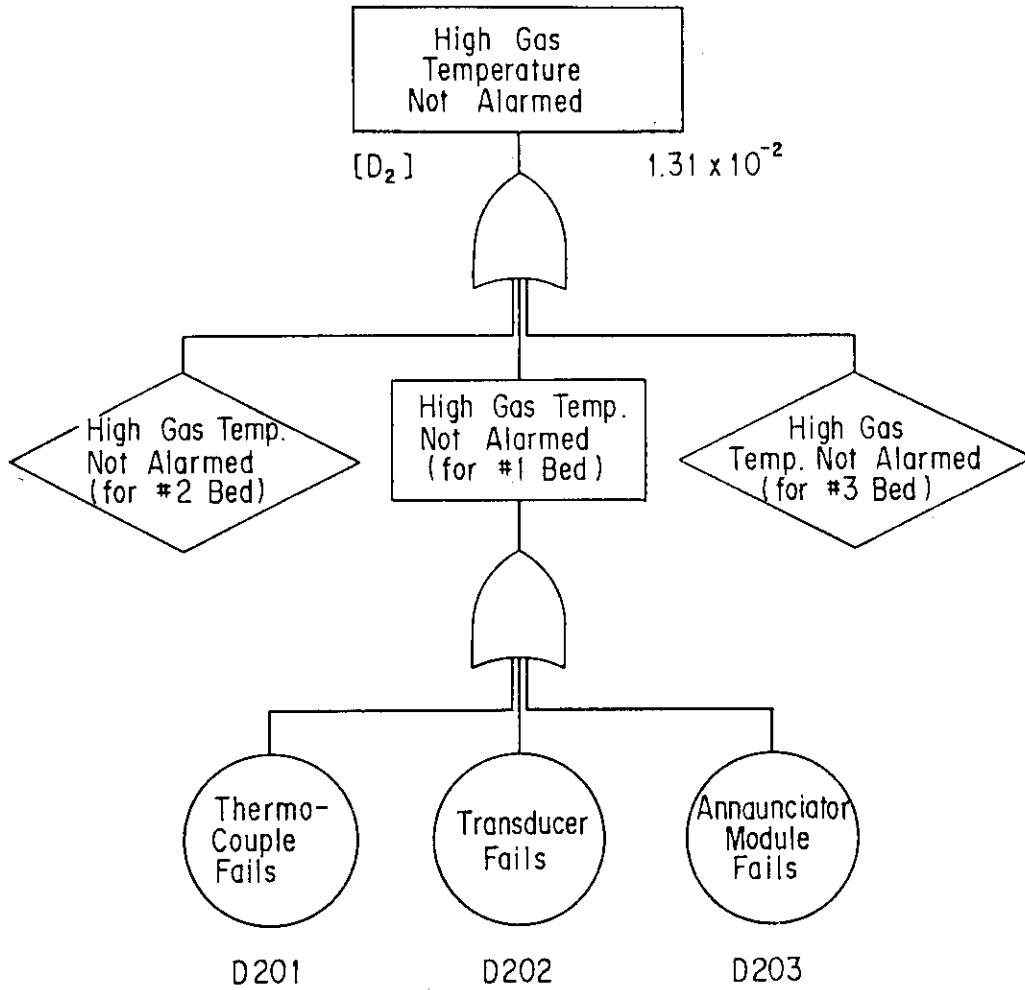 High Gas
Temperature
Not Alarmed
[D₂]
1.31 x 10⁻²
High Gas Temp.
Not Alarmed
(for #2 Bed)
High Gas Temp.
Not Alarmed
(for #1 Bed)
High Gas
Temp. Not Alarmed
(for #3 Bed)
Thermo-
Couple
Fails
Transducer
Fails
Annaunciator
Module
Fails
D201
D202
D203